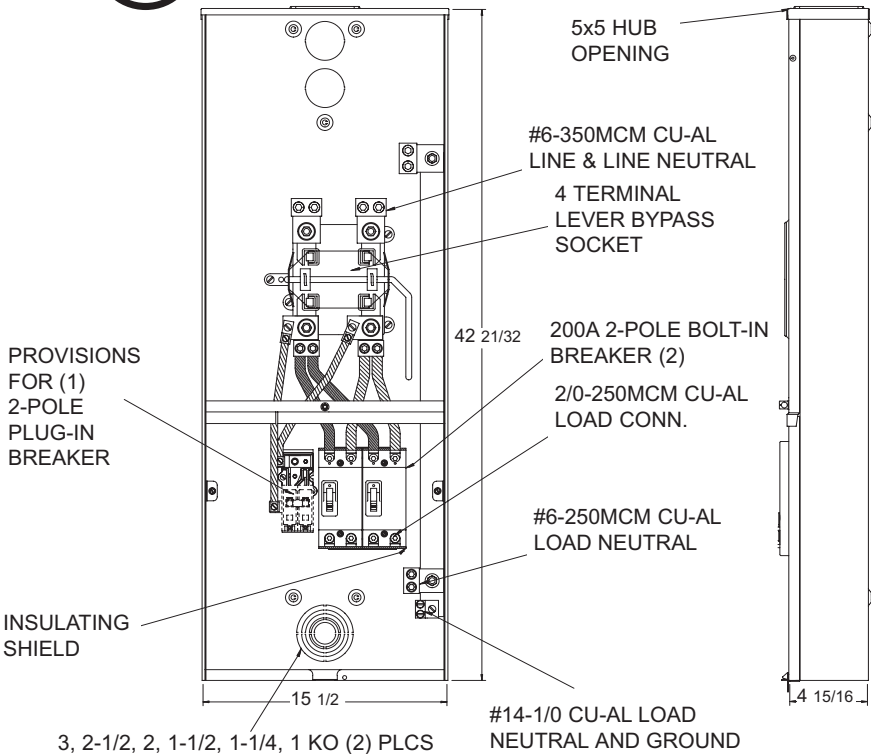 5x5 HUB
OPENING
#6-350MCM CU-AL
LINE & LINE NEUTRAL
4 TERMINAL
LEVER BYPASS
SOCKET
42 21/32
200A 2-POLE BOLT-IN
BREAKER (2)
PROVISIONS
FOR (1)
2-POLE
PLUG-IN
BREAKER
2/0-250MCM CU-AL
LOAD CONN.
#6-250MCM CU-AL
LOAD NEUTRAL
INSULATING
SHIELD
15 1/2
4 15/16
#14-1/0 CU-AL LOAD
NEUTRAL AND GROUND
3, 2-1/2, 2, 1-1/2, 1-1/4, 1 KO (2) PLCS